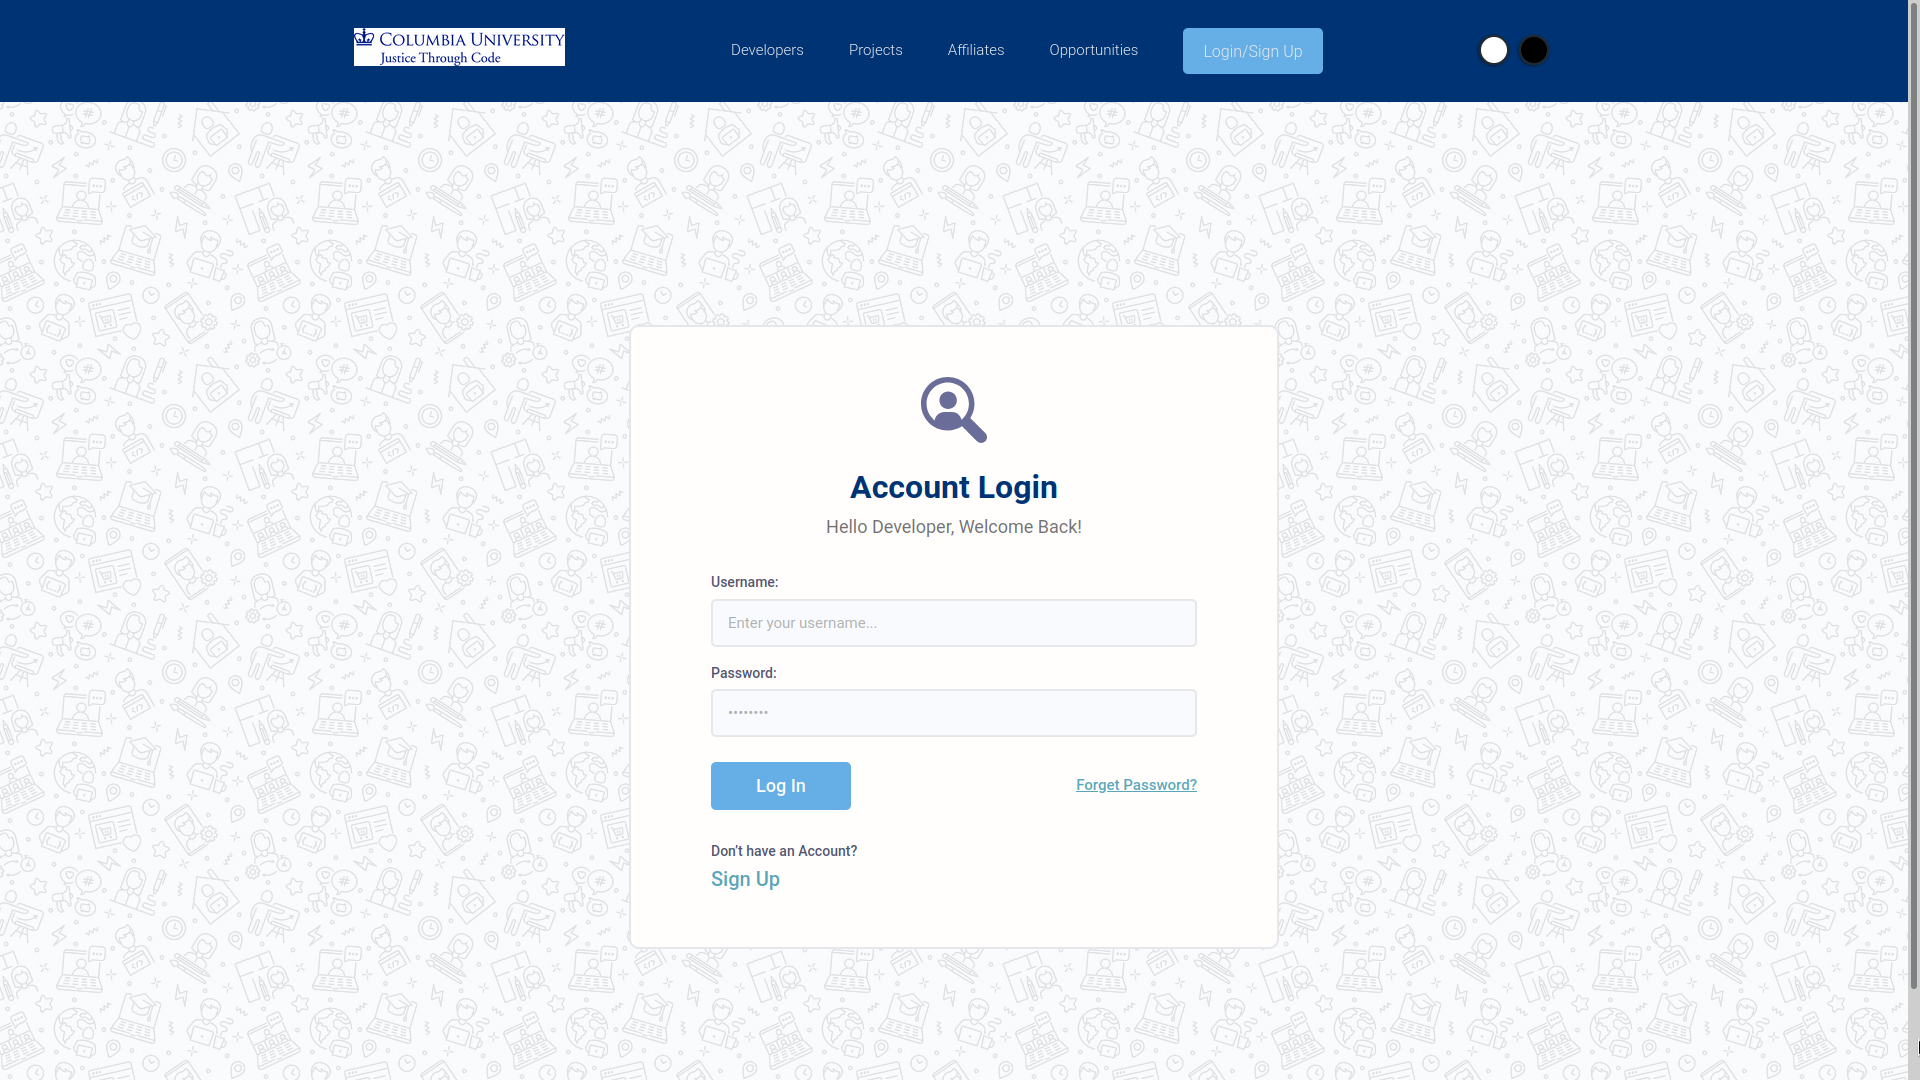 COLUMBIA UNIVERSITY
Justice Through Code
Developers
Projects
Affiliates
Opportunities
Login/Sign Up
Account Login
Hello Developer, Welcome Back!
Username:
Enter your username...
Password:
••••••••
Log In
Forget Password?
Don't have an Account?
Sign Up